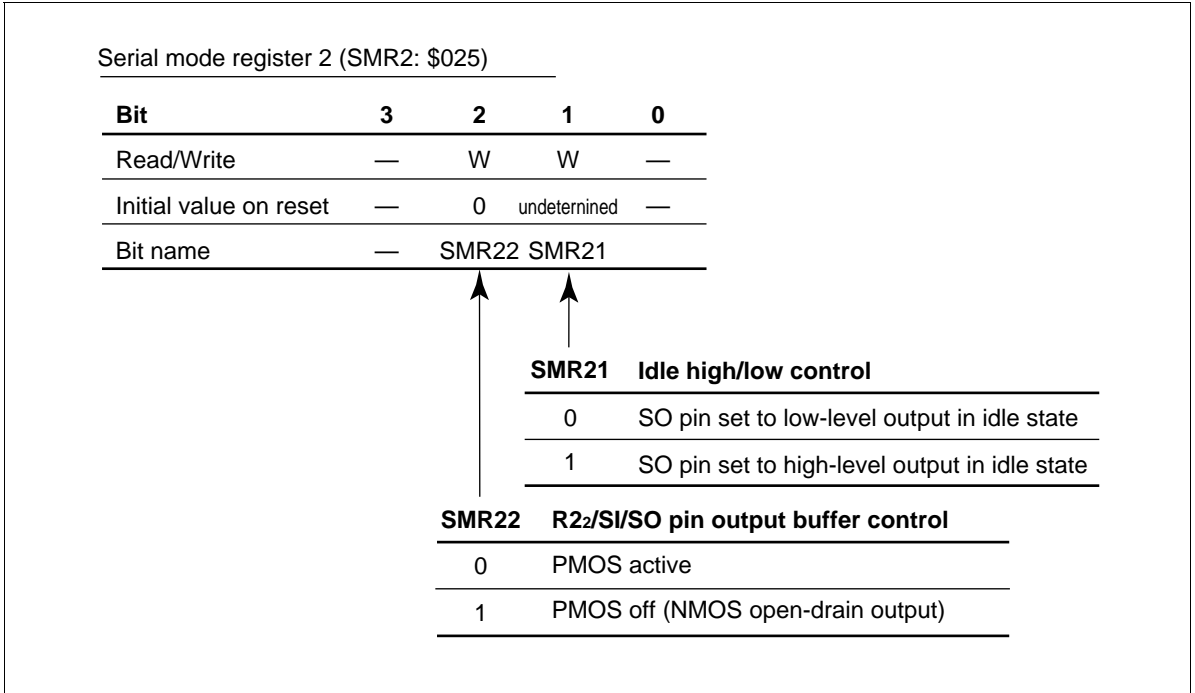 Serial mode register 2 (SMR2: $025)
Bit 3 2 1 0
Read/Write — W W —
Initial value on reset — 0 undeternined —
Bit name — SMR22 SMR21
SMR21 Idle high/low control
0 SO pin set to low-level output in idle state
1 SO pin set to high-level output in idle state
SMR22 R2₂/SI/SO pin output buffer control
0 PMOS active
1 PMOS off (NMOS open-drain output)